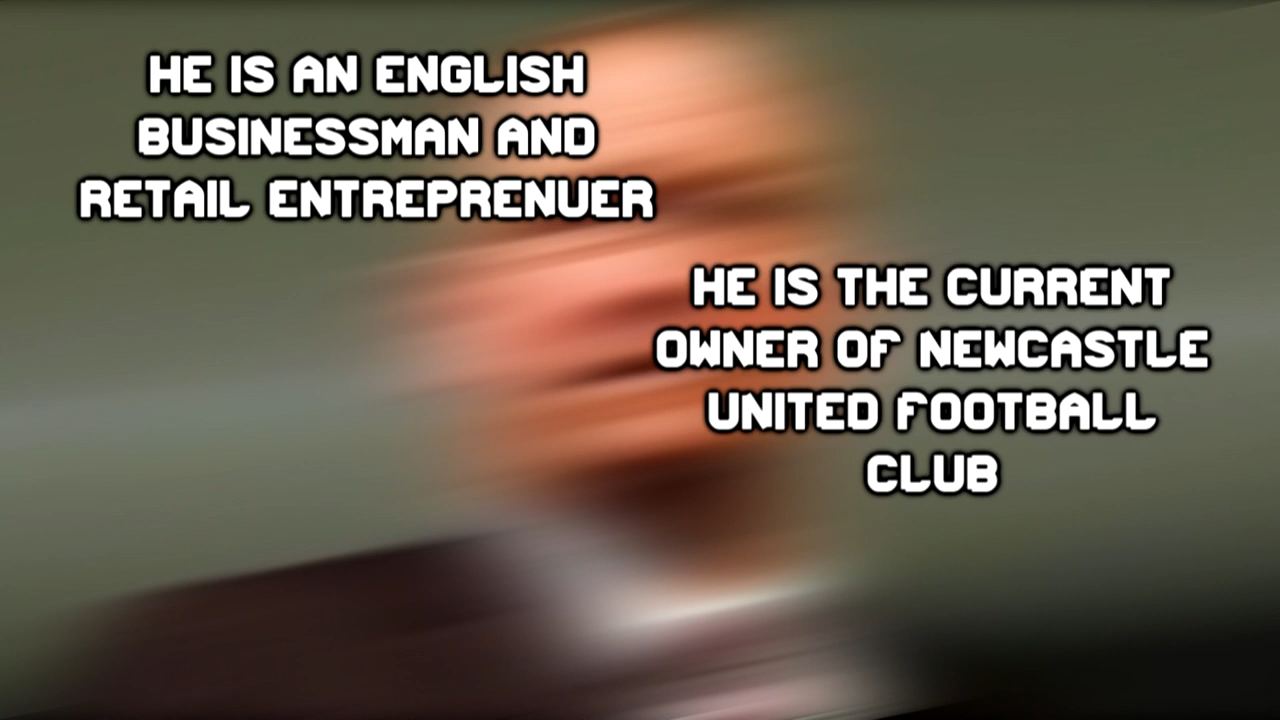 HE IS AN ENGLISH
BUSINESSMAN AND
RETAIL ENTREPRENUER
HE IS THE CURRENT
OWNER OF NEWCASTLE
UNITED FOOTBALL
CLUB